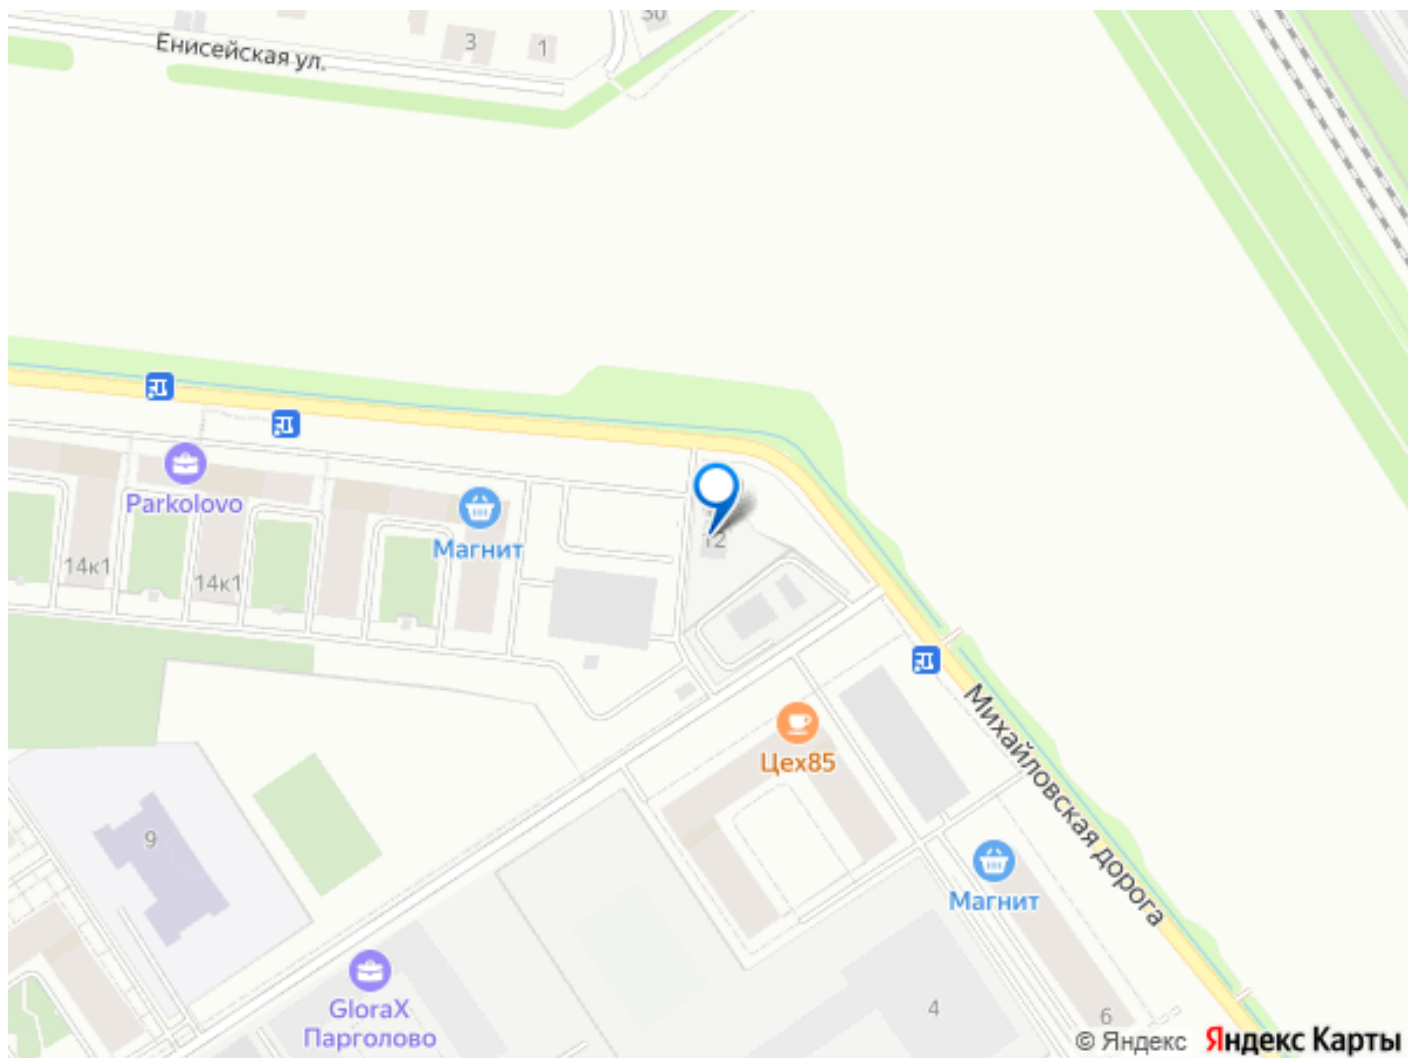 30
3
1
Енисейская ул.
Parkolovo
Магнит
12
14к1
14к1
Цех85
Михайловская дорога
9
Магнит
GloraX
Парголово
4
6
© Яндекс Яндекс Карты